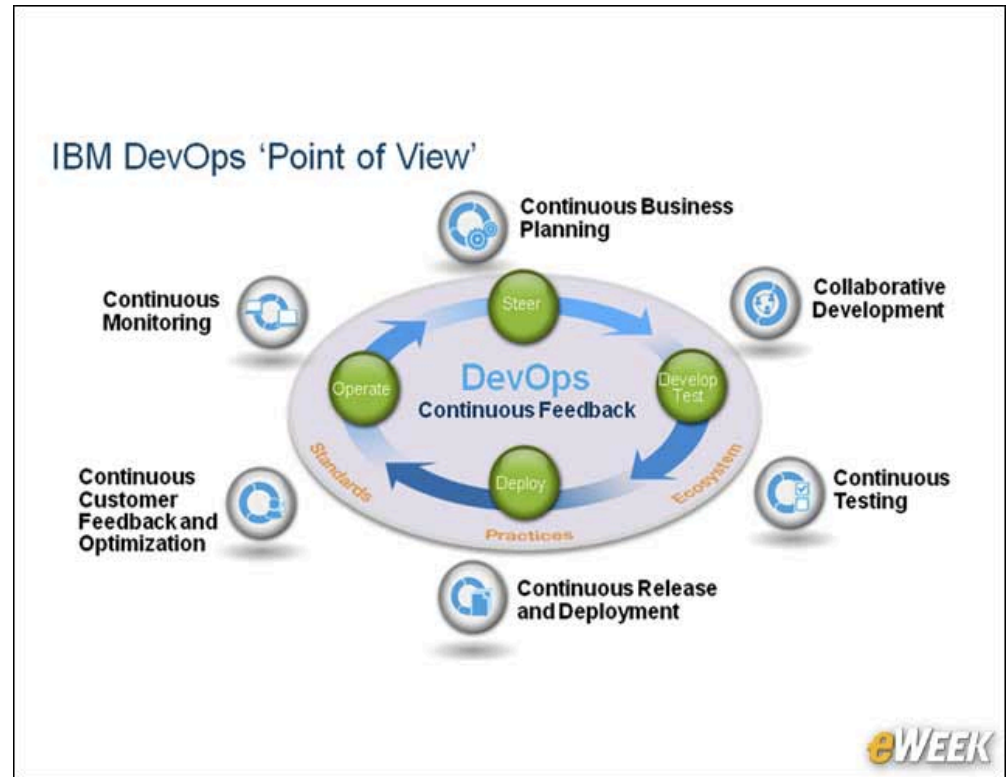 IBM DevOps 'Point of View'
Continuous Business
Planning
Continuous
Monitoring
Collaborative
Development
Steer
Operate
DevOps
Continuous Feedback
Develop
Test
Deploy
Standards
Practices
Ecosystem
Continuous
Customer
Feedback and
Optimization
Continuous
Testing
Continuous Release
and Deployment
eWEEK